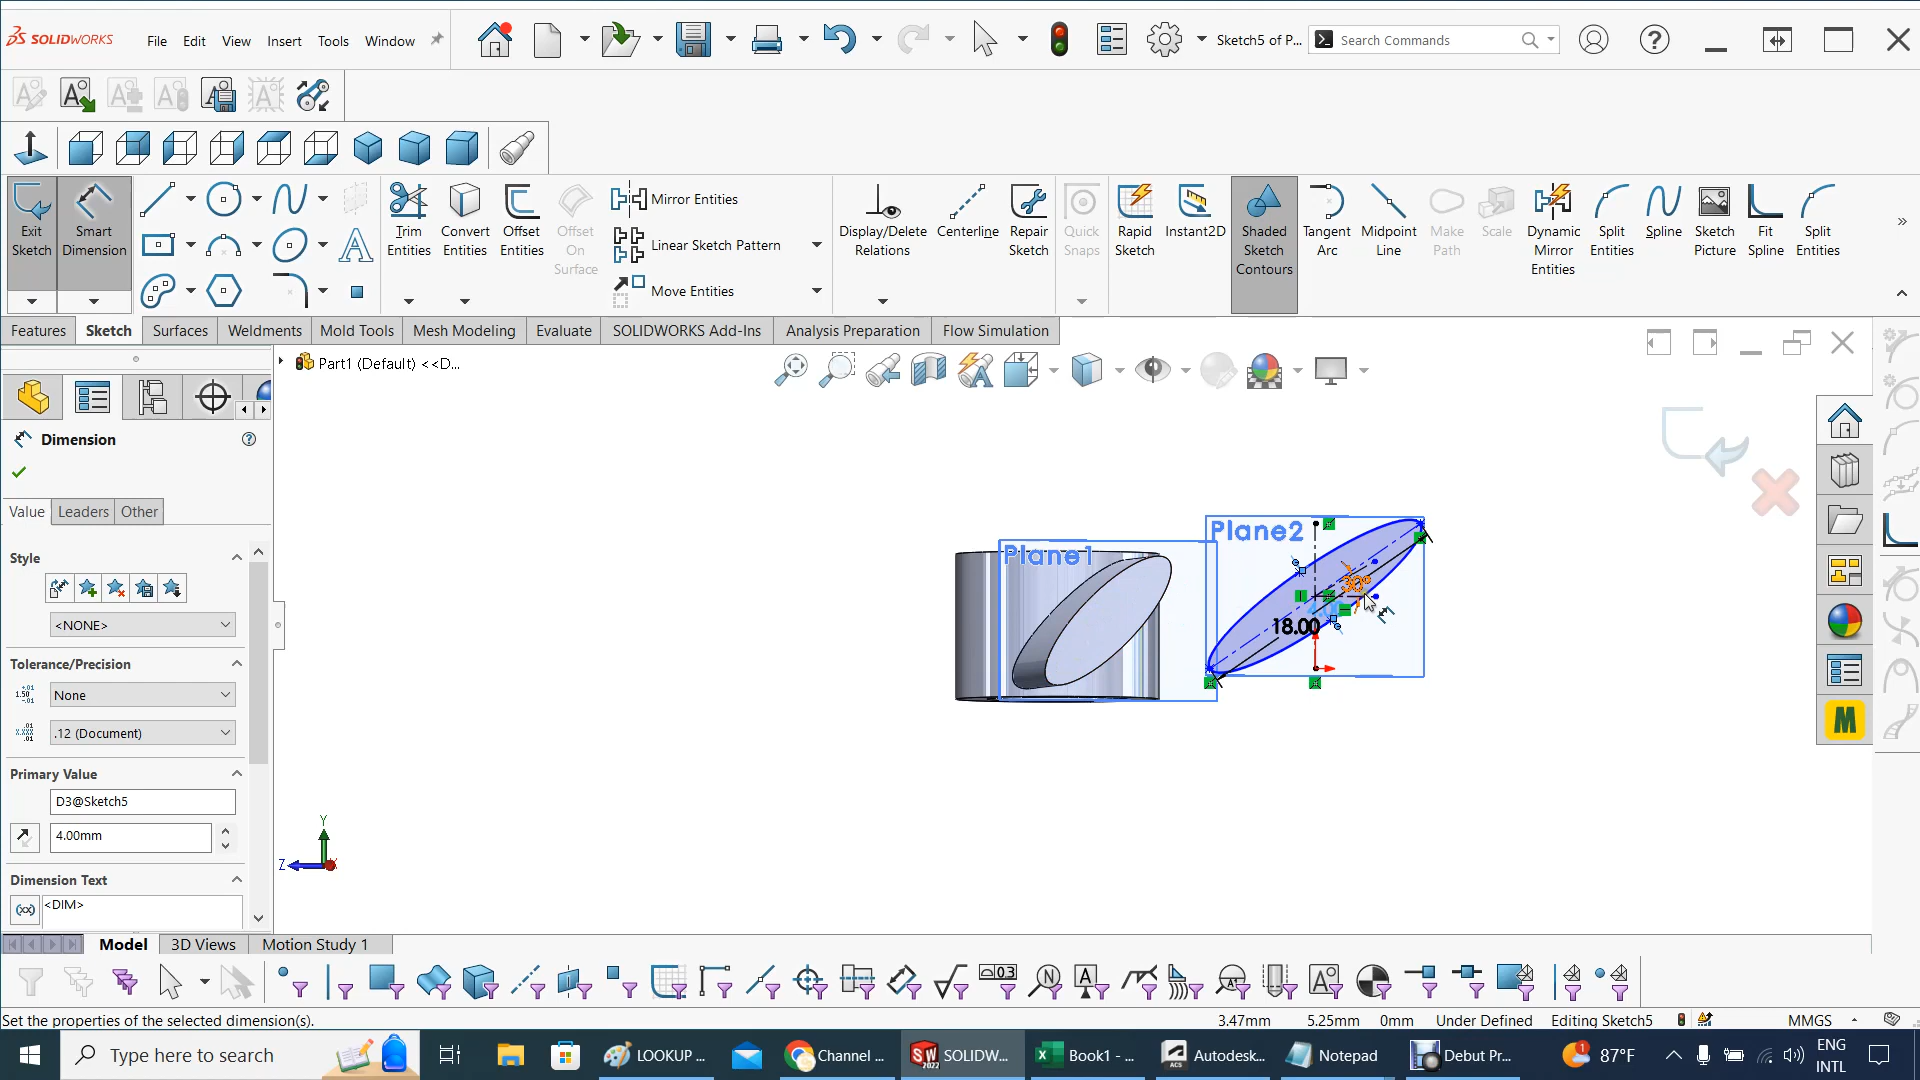 SOLIDWORKS
File Edit View Insert Tools Window
Sketch5 of P...
Search Commands
Exit Sketch
Smart Dimension
Trim Entities
Convert Entities
Offset Entities
Offset On Surface
Mirror Entities
Linear Sketch Pattern
Move Entities
Display/Delete Relations
Centerline
Repair Sketch
Quick Snaps
Rapid Sketch
Instant2D
Shaded Sketch Contours
Tangent Arc
Midpoint Line
Make Path
Scale
Dynamic Mirror Entities
Split Entities
Spline
Sketch Picture
Fit Spline
Split Entities
Features Sketch Surfaces Weldments Mold Tools Mesh Modeling Evaluate SOLIDWORKS Add-Ins Analysis Preparation Flow Simulation
Part1 (Default) <<D...
Dimension
Value Leaders Other
Style
<NONE>
Tolerance/Precision
None
.12 (Document)
Primary Value
D3@Sketch5
4.00mm
Dimension Text
<DIM>
Plane1
Plane2
30°
18.00
Y
Z
M
Model 3D Views Motion Study 1
Set the properties of the selected dimension(s).
3.47mm 5.25mm 0mm Under Defined Editing Sketch5 MMGS
Type here to search
LOOKUP ...
Channel ...
SOLIDW...
Book1 - ...
Autodesk...
Notepad
Debut Pr...
87°F
ENG
INTL